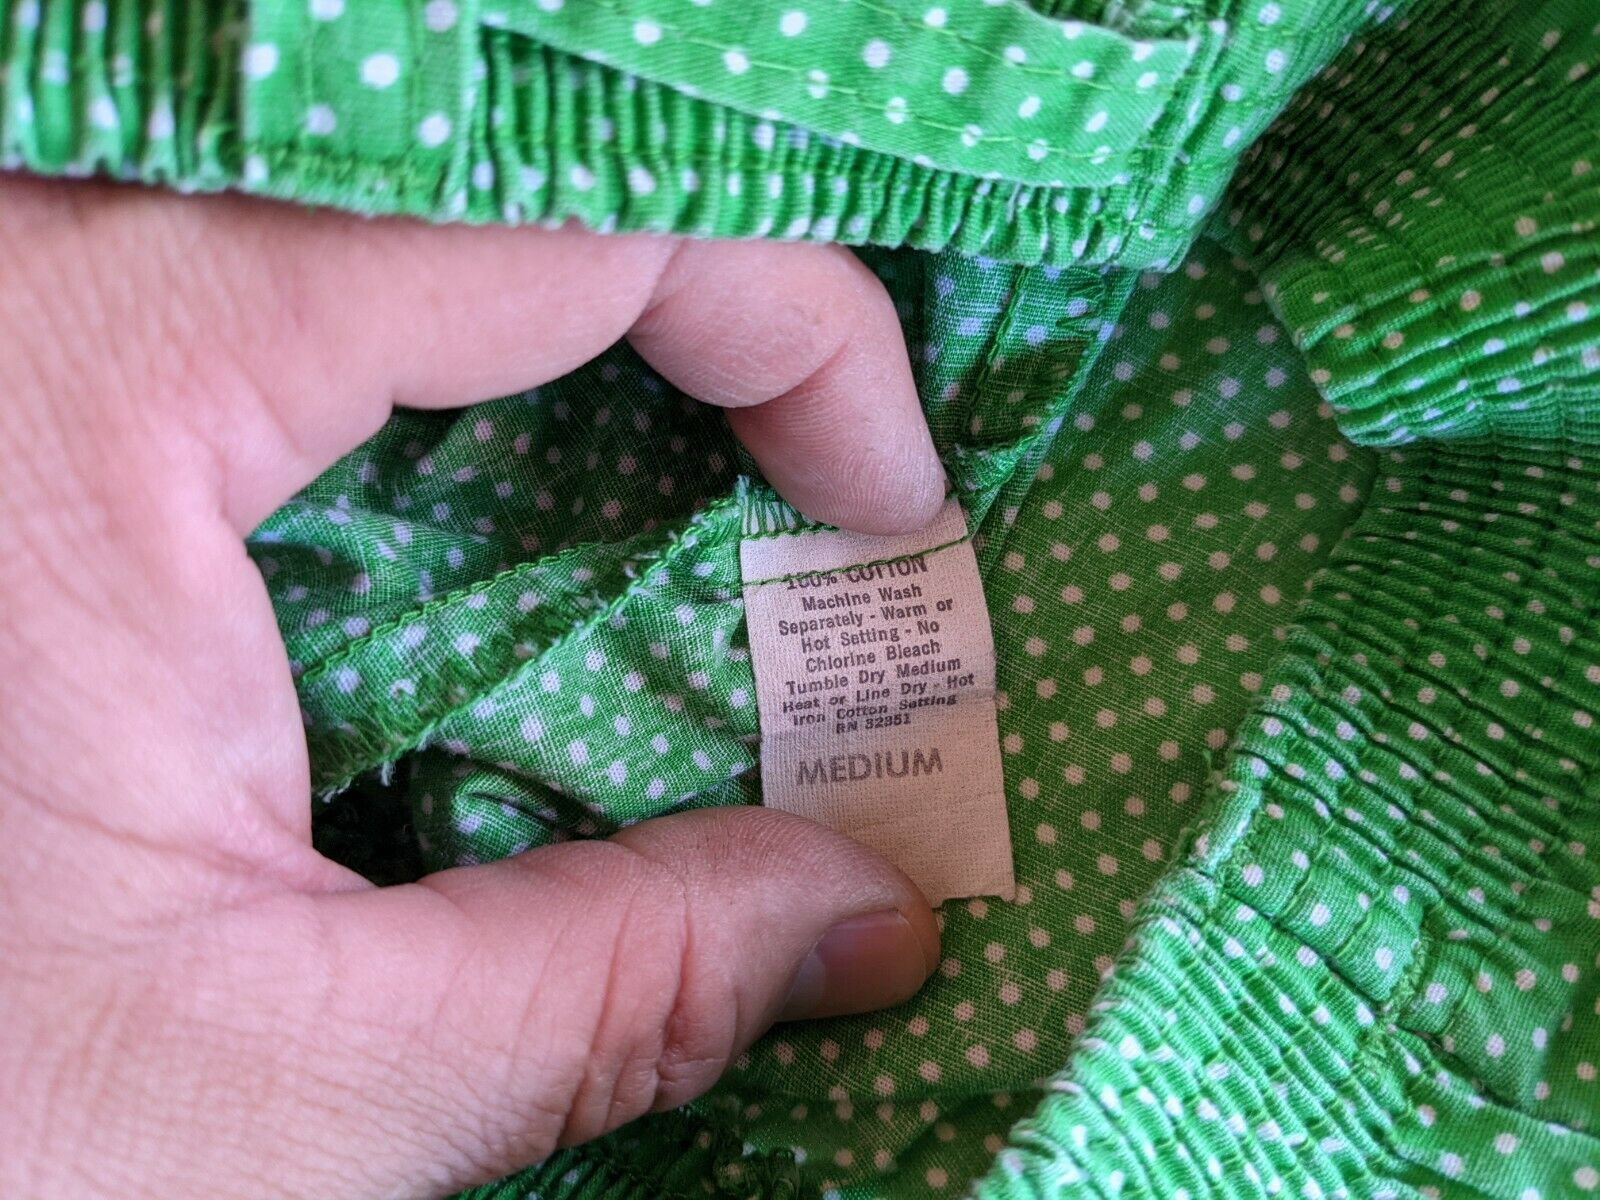 100% COTTON
Machine Wash
Separately - Warm or
Hot Setting - No
Chlorine Bleach
Tumble Dry Medium
Heat or Line Dry - Hot
Iron Cotton Setting
RN 32351
MEDIUM